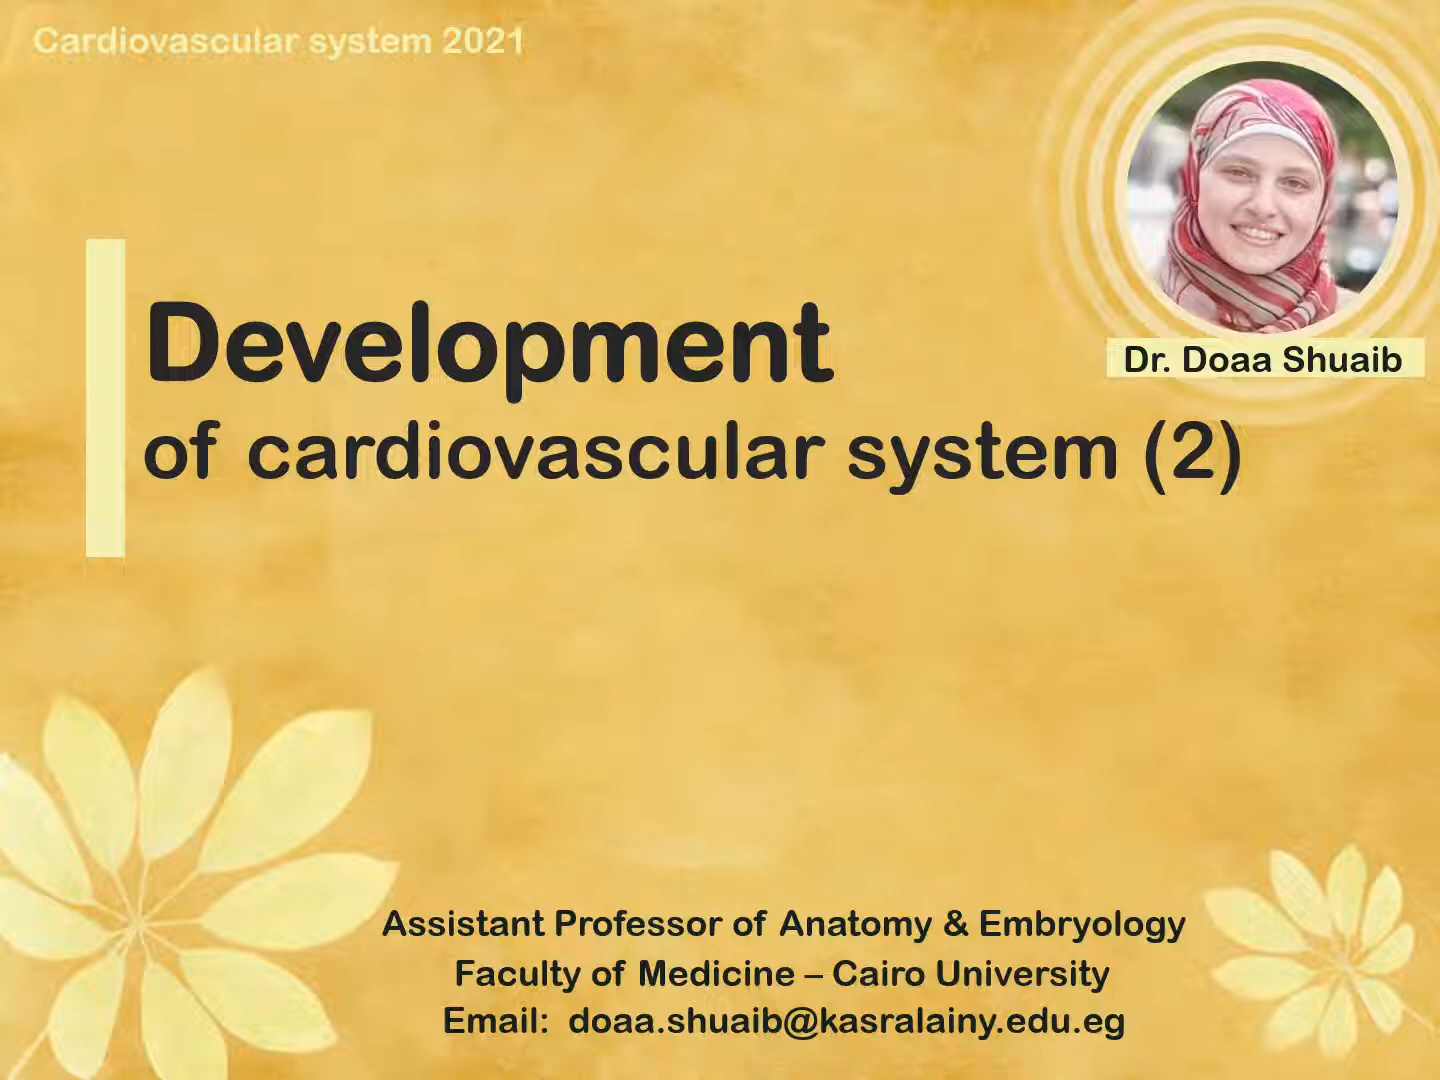 Cardiovascular system 2021
Dr. Doaa Shuaib
Development
of cardiovascular system (2)
Assistant Professor of Anatomy & Embryology
Faculty of Medicine – Cairo University
Email: doaa.shuaib@kasralainy.edu.eg